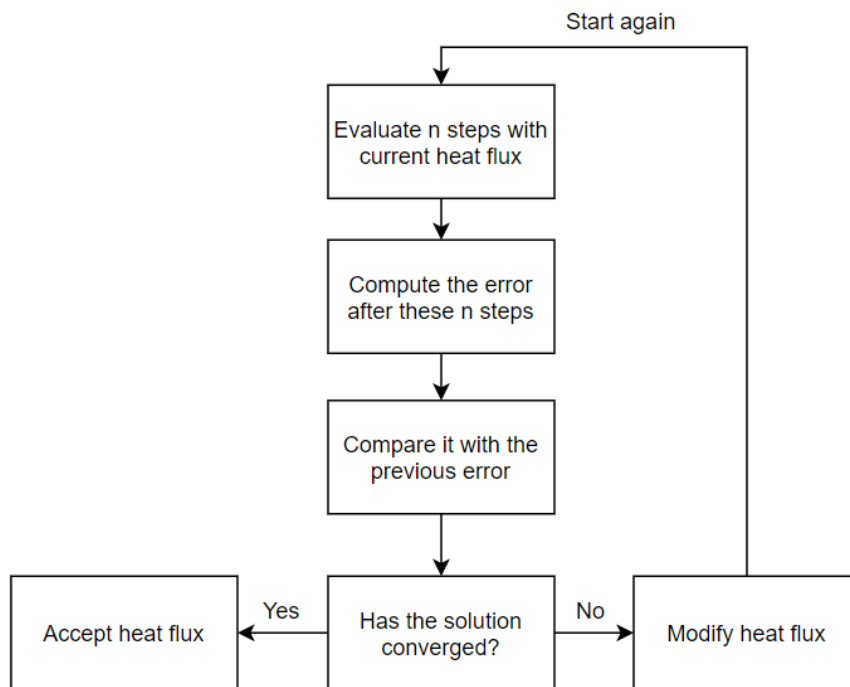 Start again
Evaluate n steps with
current heat flux
Compute the error
after these n steps
Compare it with the
previous error
Accept heat flux
Yes
Has the solution
converged?
No
Modify heat flux